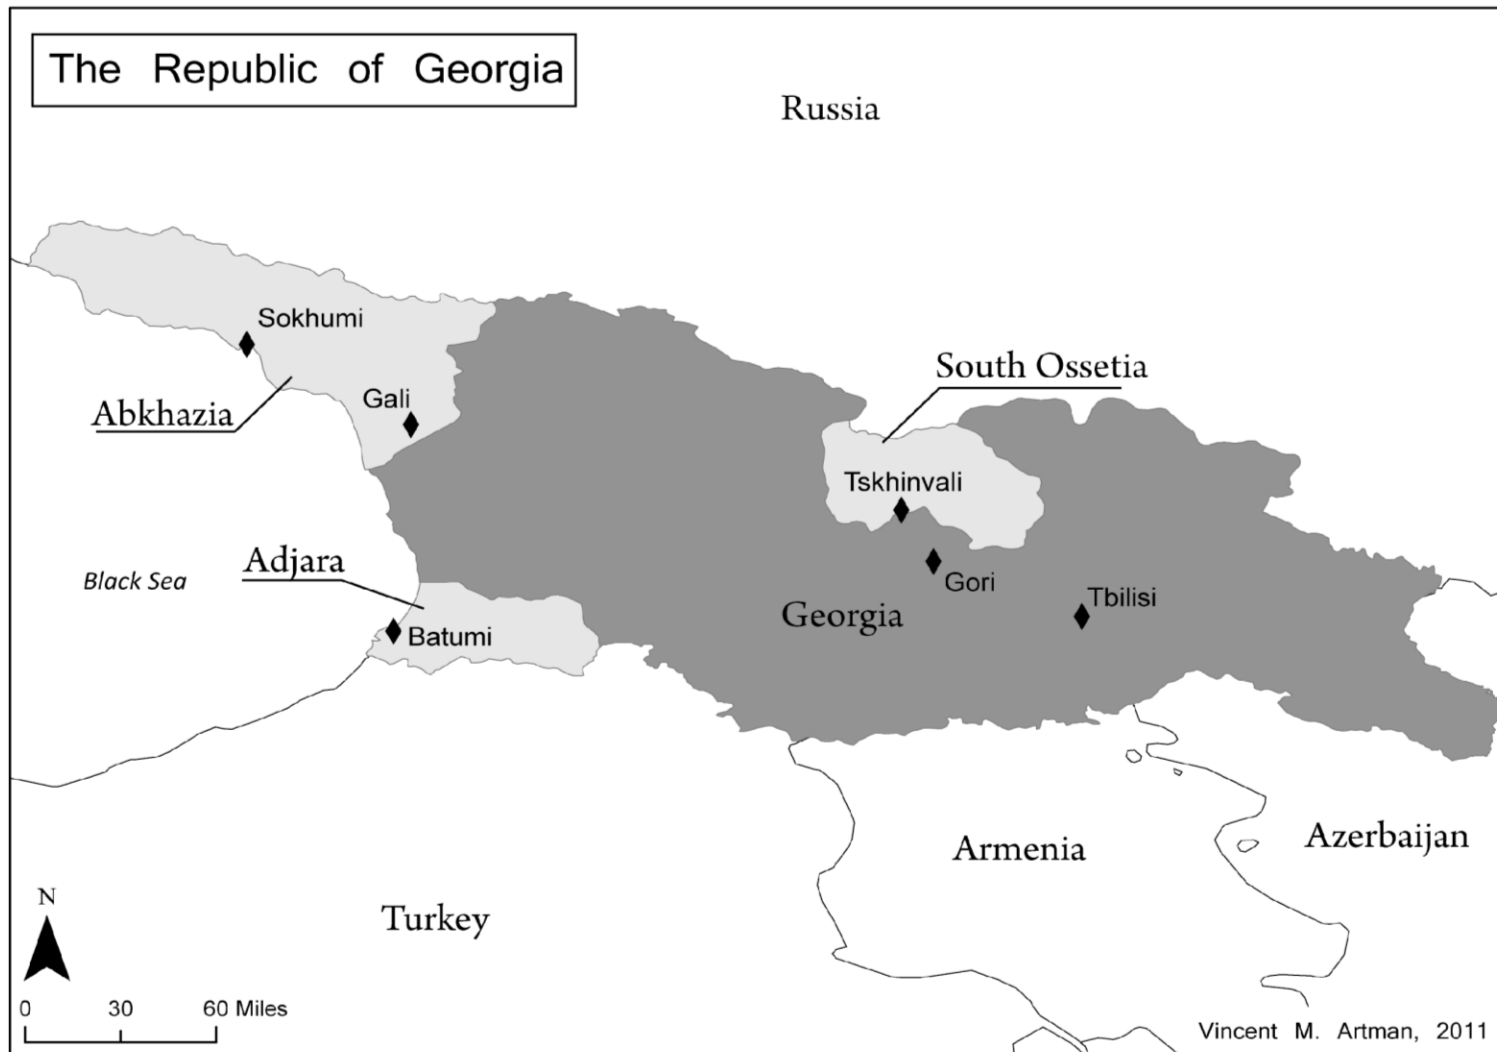 The Republic of Georgia
Russia
Sokhumi
South Ossetia
Gali
Abkhazia
Tskhinvali
Adjara
Black Sea
Gori
Tbilisi
Georgia
Batumi
Armenia
Azerbaijan
N
Turkey
0 30 60 Miles
Vincent M. Artman, 2011